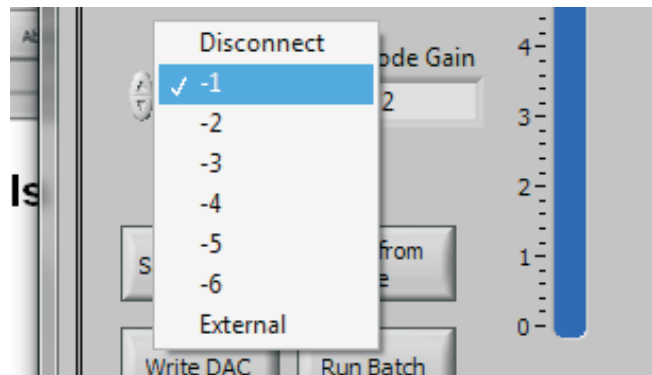 Disconnect
-1
-2
-3
-4
-5
-6
External
Gain
2
4
3
2
1
0
ls
from
Write DAC
Run Batch